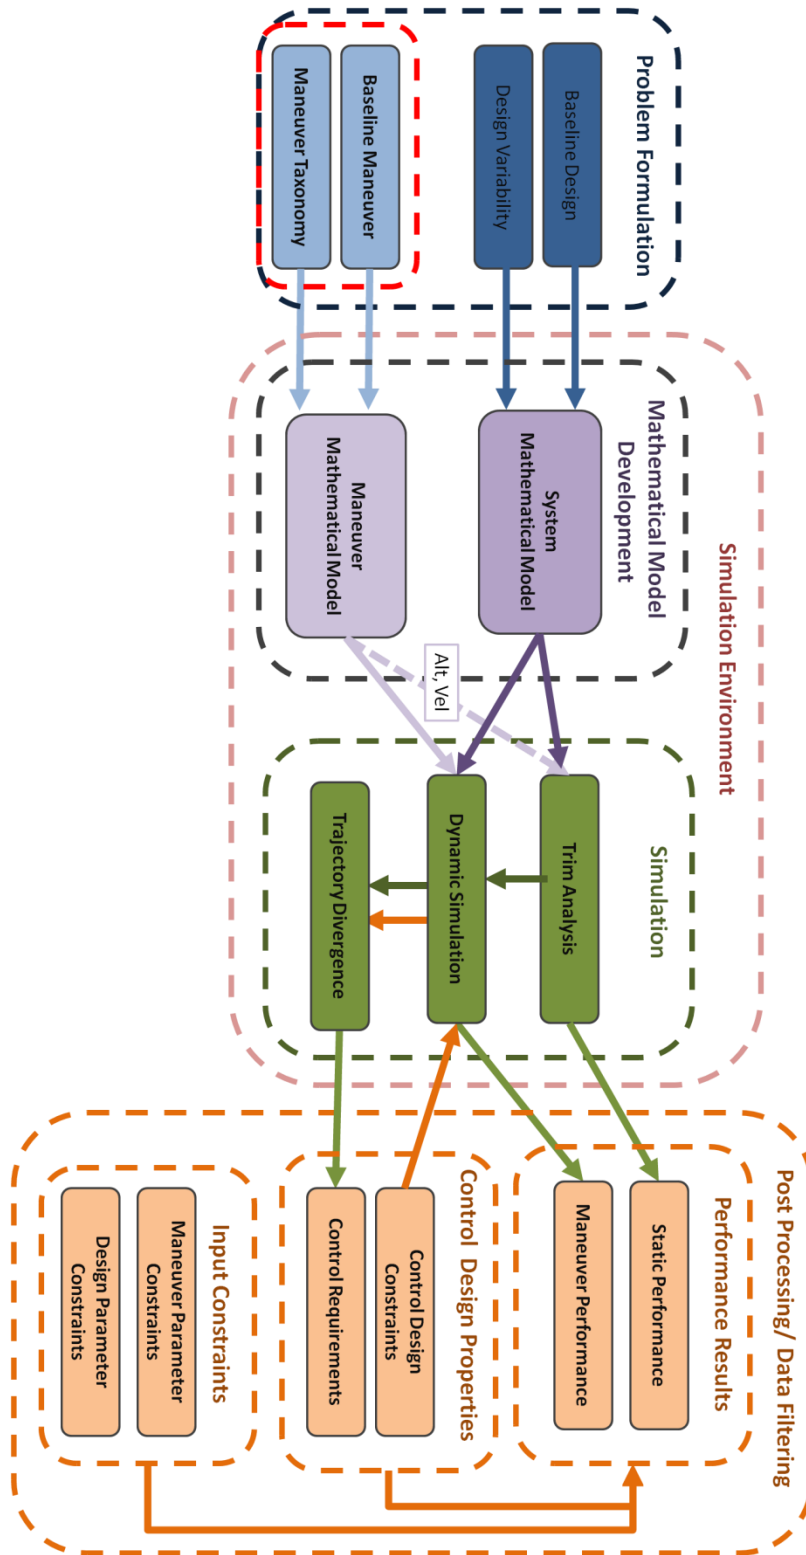 Problem Formulation
Baseline Design
Design Variability
Baseline Maneuver
Maneuver Taxonomy
Simulation Environment
Mathematical Model
Development
System
Mathematical Model
Maneuver
Mathematical Model
Alt, Vel
Simulation
Trim Analysis
Dynamic Simulation
Trajectory Divergence
Post Processing/ Data Filtering
Performance Results
Static Performance
Maneuver Performance
Control Design Properties
Control Design
Constraints
Control Requirements
Input Constraints
Maneuver Parameter
Constraints
Design Parameter
Constraints